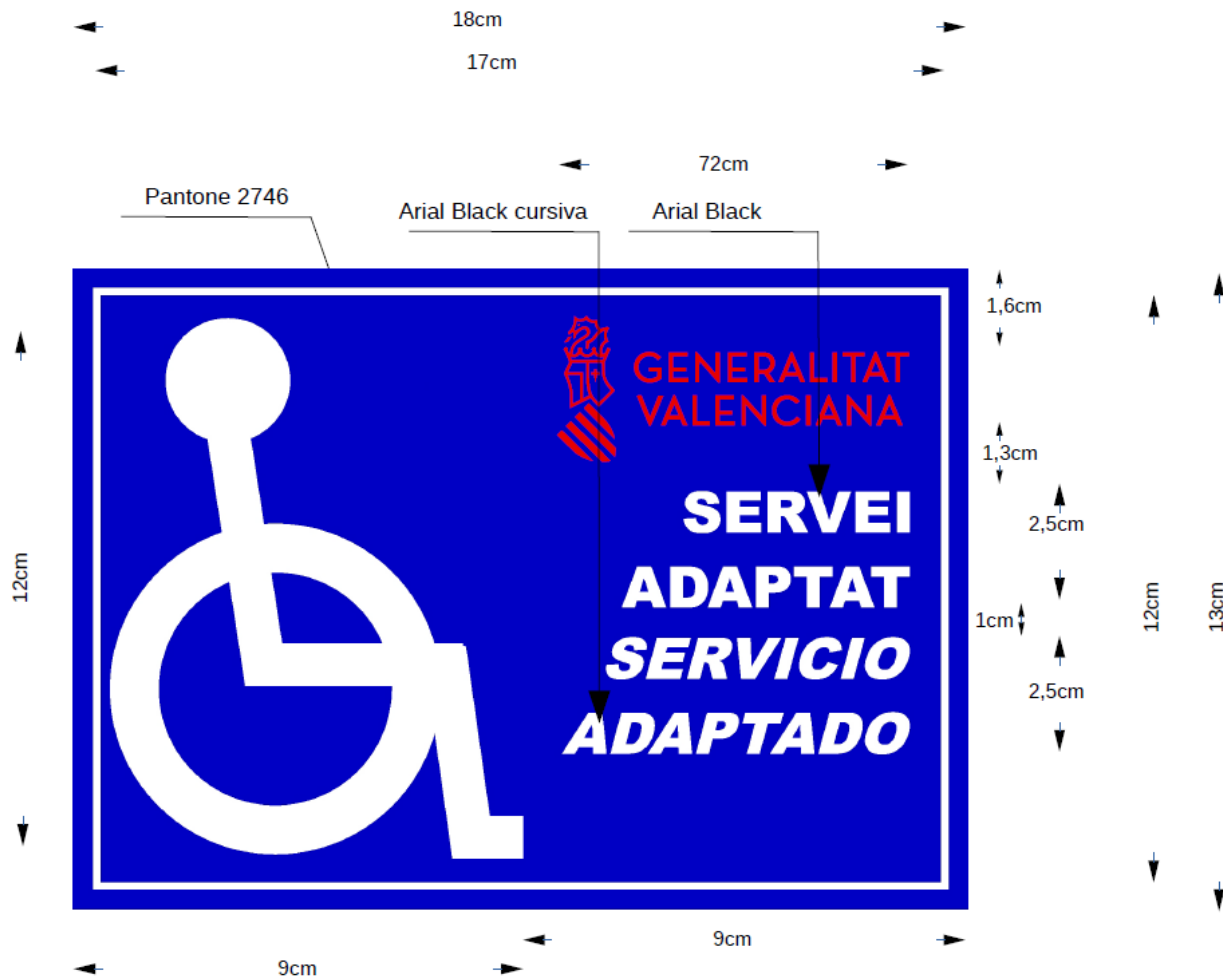 18cm
17cm
72cm
Pantone 2746
Arial Black cursiva
Arial Black
1,6cm
GENERALITAT
VALENCIANA
1,3cm
SERVEI
2,5cm
ADAPTAT
12cm
1cm
12cm
13cm
SERVICIO
2,5cm
ADAPTADO
9cm
9cm